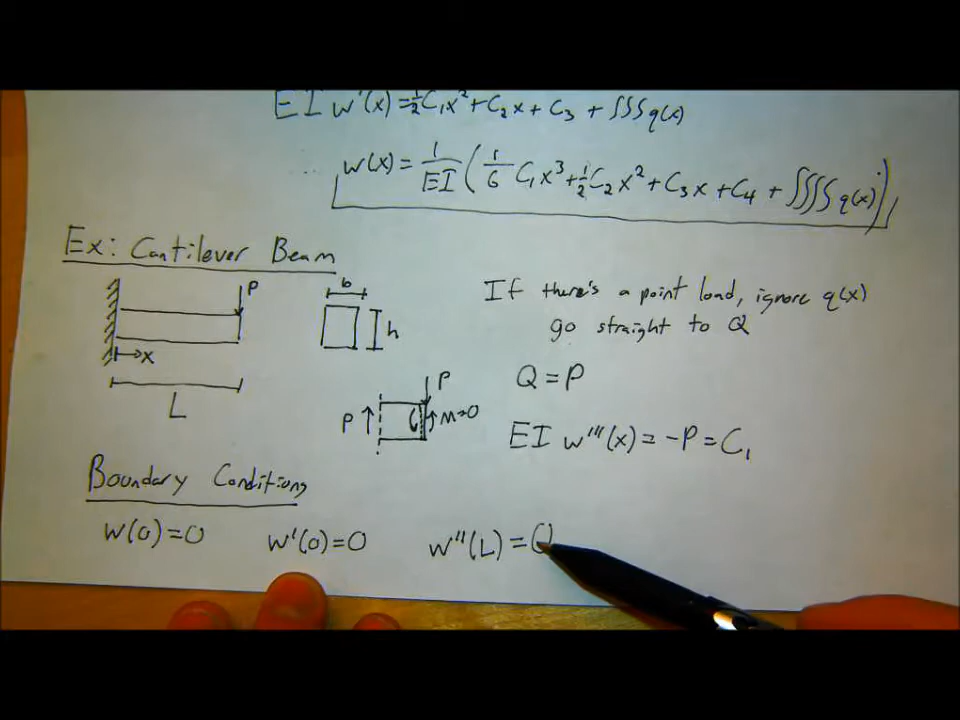 EI w'(x) = ½C₁x² + C₂x + C₃ + ∫∫∫q(x)
w(x) = 1/EI (1/6 C₁x³ + ½C₂x² + C₃x + C₄ + ∫∫∫∫q(x))
Ex: Cantilever Beam
P
b
h
x
L
If there's a point load, ignore q(x)
go straight to Q
Q = P
P
P
M=0
EI w'''(x) = -P = C₁
Boundary Conditions
w(0)=0 w'(0)=0 w''(L)=0